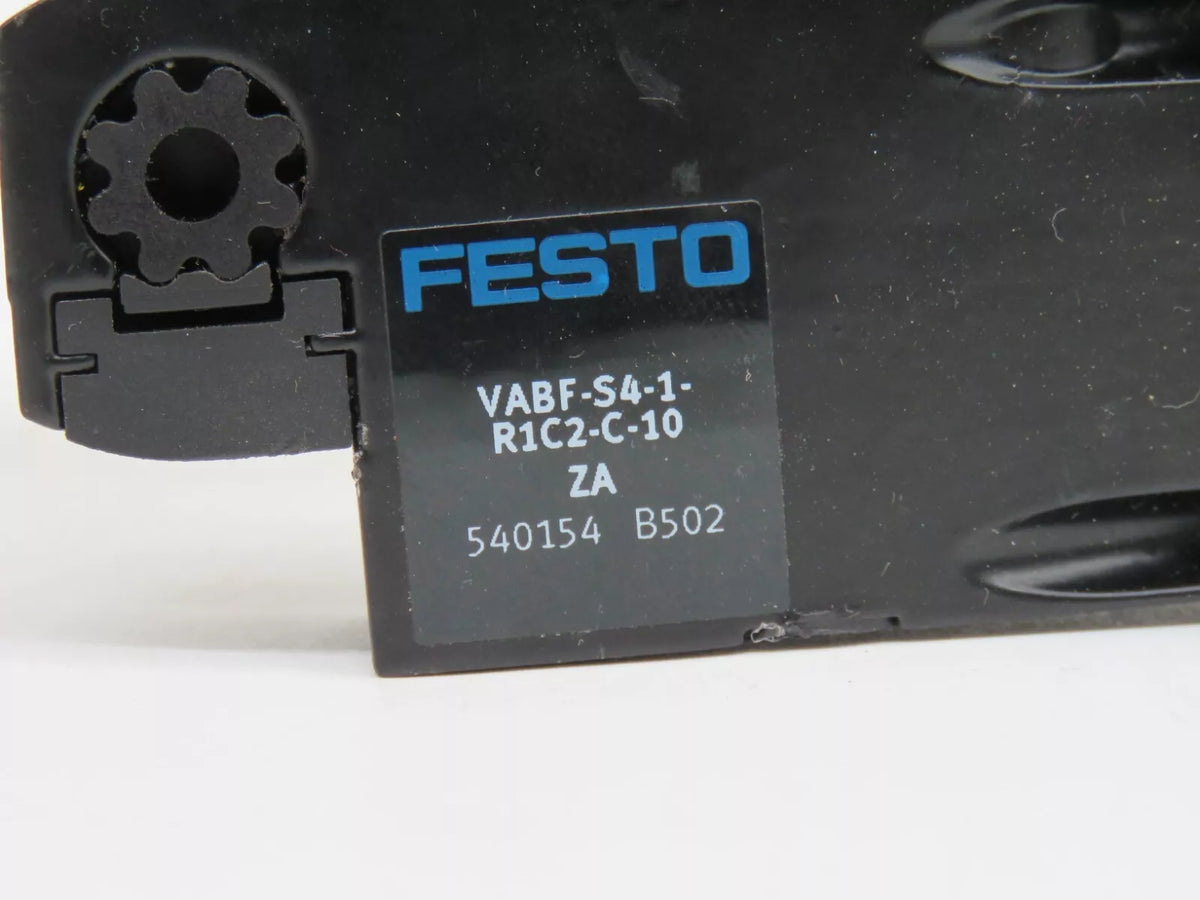 FESTO
VABF-S4-1-
R1C2-C-10
ZA
540154 B502